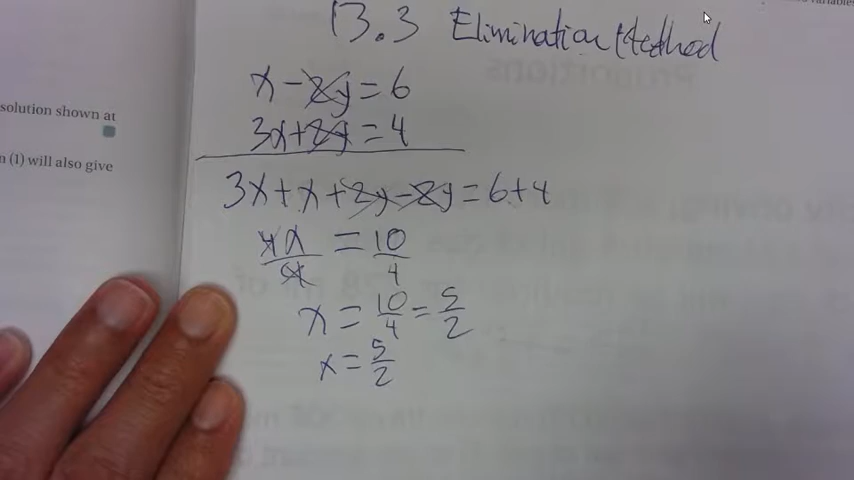 13.3 Elimination Method
x - 2y = 6
3x + 2y = 4
3x + x + 2y - 2y = 6 + 4
4x/4 = 10/4
x = 10/4 = 5/2
x = 5/2
solution shown at
n (1) will also give